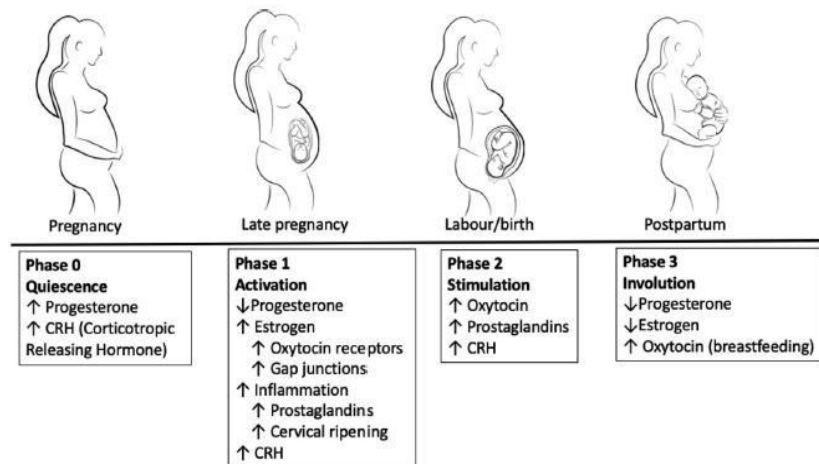 Pregnancy
Late pregnancy
Labour/birth
Postpartum
Phase 0
Quiescence
↑ Progesterone
↑ CRH (Corticotropic
Releasing Hormone)
Phase 1
Activation
↓Progesterone
↑ Estrogen
↑ Oxytocin receptors
↑ Gap junctions
↑ Inflammation
↑ Prostaglandins
↑ Cervical ripening
↑ CRH
Phase 2
Stimulation
↑ Oxytocin
↑ Prostaglandins
↑ CRH
Phase 3
Involution
↓Progesterone
↓Estrogen
↑ Oxytocin (breastfeeding)